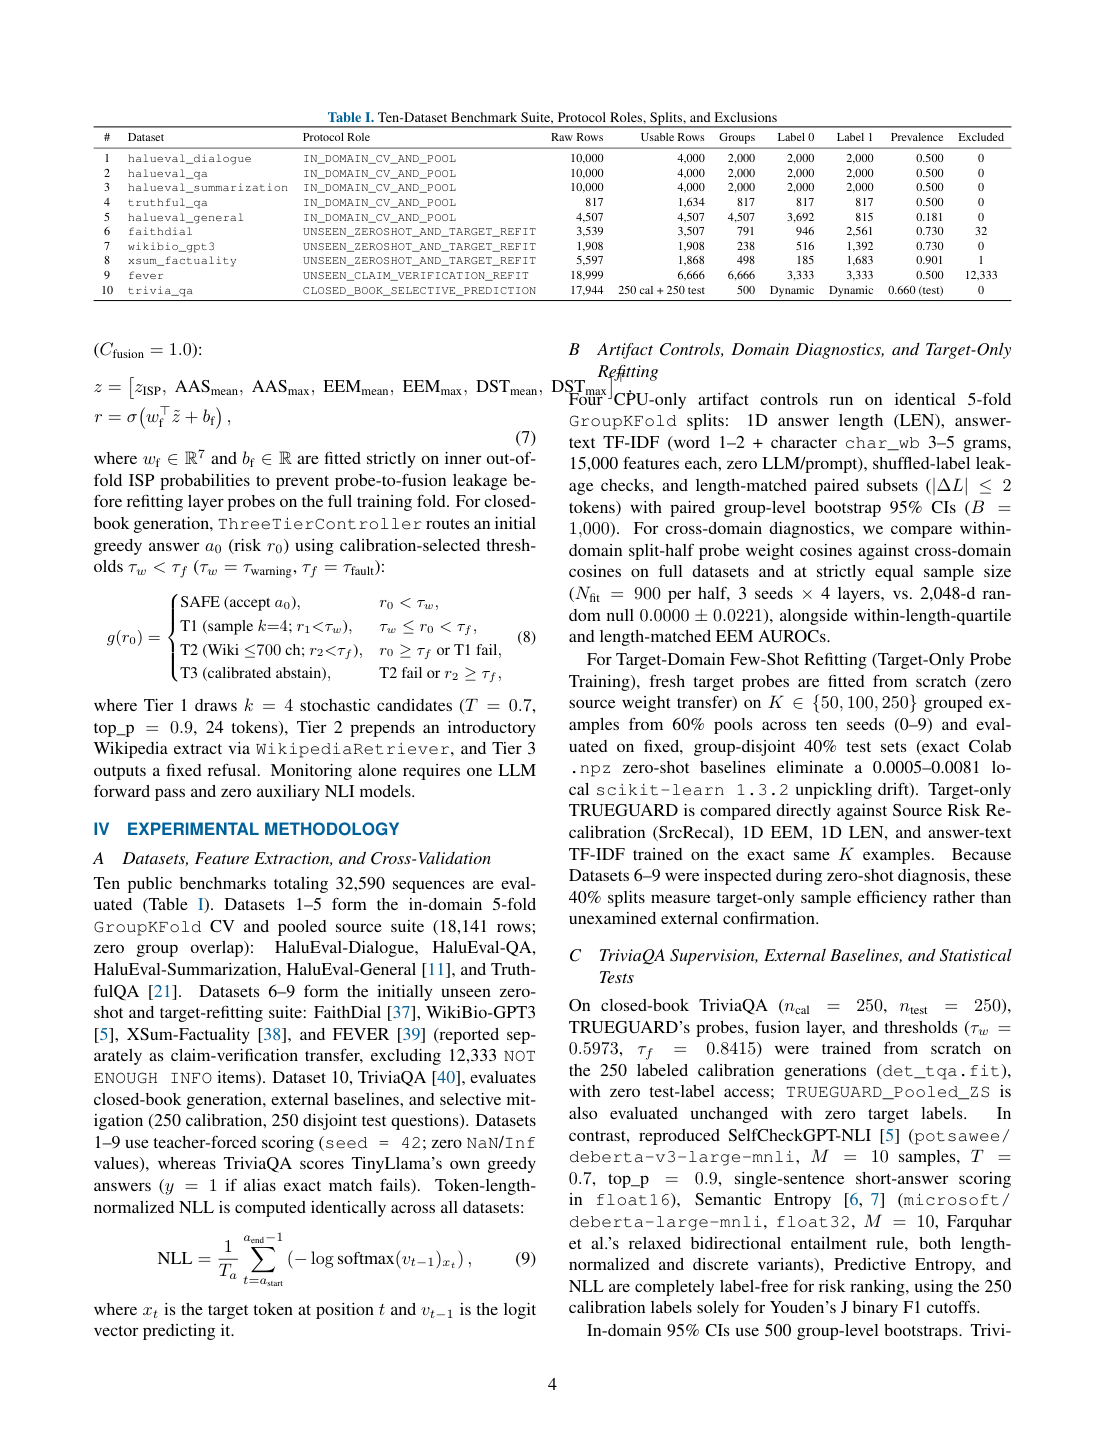 Table I. Ten-Dataset Benchmark Suite, Protocol Roles, Splits, and Exclusions
# Dataset Protocol Role Raw Rows Usable Rows Groups Label 0 Label 1 Prevalence Excluded
1 halueval_dialogue IN_DOMAIN_CV_AND_POOL 10,000 4,000 2,000 2,000 2,000 0.500 0
2 halueval_qa IN_DOMAIN_CV_AND_POOL 10,000 4,000 2,000 2,000 2,000 0.500 0
3 halueval_summarization IN_DOMAIN_CV_AND_POOL 10,000 4,000 2,000 2,000 2,000 0.500 0
4 truthful_qa IN_DOMAIN_CV_AND_POOL 817 1,634 817 817 817 0.500 0
5 halueval_general IN_DOMAIN_CV_AND_POOL 4,507 4,507 4,507 3,692 815 0.181 0
6 faithdial UNSEEN_ZEROSHOT_AND_TARGET_REFIT 3,539 3,507 791 946 2,561 0.730 32
7 wikibio_gpt3 UNSEEN_ZEROSHOT_AND_TARGET_REFIT 1,908 1,908 238 516 1,392 0.730 0
8 xsum_factuality UNSEEN_ZEROSHOT_AND_TARGET_REFIT 5,597 1,868 498 185 1,683 0.901 1
9 fever UNSEEN_CLAIM_VERIFICATION_REFIT 18,999 6,666 6,666 3,333 3,333 0.500 12,333
10 trivia_qa CLOSED_BOOK_SELECTIVE_PREDICTION 17,944 250 cal + 250 test 500 Dynamic Dynamic 0.660 (test) 0
(C_fusion = 1.0):
z = [z_ISP, AAS_mean, AAS_max, EEM_mean, EEM_max, DST_mean, DST_max]^⊤,
r = σ(w_f^⊤ z̃ + b_f),
(7)
where w_f ∈ ℝ^7 and b_f ∈ ℝ are fitted strictly on inner out-of-
fold ISP probabilities to prevent probe-to-fusion leakage be-
fore refitting layer probes on the full training fold. For closed-
book generation, ThreeTierController routes an initial
greedy answer a_0 (risk r_0) using calibration-selected thresh-
olds τ_w < τ_f (τ_w = τ_warning, τ_f = τ_fault):
g(r_0) = { SAFE (accept a_0), r_0 < τ_w,
T1 (sample k=4; r_1<τ_w), τ_w ≤ r_0 < τ_f,
T2 (Wiki ≤700 ch; r_2<τ_f), r_0 ≥ τ_f or T1 fail,
T3 (calibrated abstain), T2 fail or r_2 ≥ τ_f,
(8)
where Tier 1 draws k = 4 stochastic candidates (T = 0.7,
top_p = 0.9, 24 tokens), Tier 2 prepends an introductory
Wikipedia extract via WikipediaRetriever, and Tier 3
outputs a fixed refusal. Monitoring alone requires one LLM
forward pass and zero auxiliary NLI models.
IV EXPERIMENTAL METHODOLOGY
A Datasets, Feature Extraction, and Cross-Validation
Ten public benchmarks totaling 32,590 sequences are eval-
uated (Table I). Datasets 1–5 form the in-domain 5-fold
GroupKFold CV and pooled source suite (18,141 rows;
zero group overlap): HaluEval-Dialogue, HaluEval-QA,
HaluEval-Summarization, HaluEval-General [11], and Truth-
fulQA [21]. Datasets 6–9 form the initially unseen zero-
shot and target-refitting suite: FaithDial [37], WikiBio-GPT3
[5], XSum-Factuality [38], and FEVER [39] (reported sep-
arately as claim-verification transfer, excluding 12,333 NOT
ENOUGH INFO items). Dataset 10, TriviaQA [40], evaluates
closed-book generation, external baselines, and selective mit-
igation (250 calibration, 250 disjoint test questions). Datasets
1–9 use teacher-forced scoring (seed = 42; zero NaN/Inf
values), whereas TriviaQA scores TinyLlama's own greedy
answers (y = 1 if alias exact match fails). Token-length-
normalized NLL is computed identically across all datasets:
NLL = 1/T_a ∑_{t=a_start}^{a_end−1} (− log softmax(v_{t−1})_{x_t}), (9)
where x_t is the target token at position t and v_{t−1} is the logit
vector predicting it.
B Artifact Controls, Domain Diagnostics, and Target-Only
Refitting
Four CPU-only artifact controls run on identical 5-fold
GroupKFold splits: 1D answer length (LEN), answer-
text TF-IDF (word 1–2 + character char_wb 3–5 grams,
15,000 features each, zero LLM/prompt), shuffled-label leak-
age checks, and length-matched paired subsets (|ΔL| ≤ 2
tokens) with paired group-level bootstrap 95% CIs (B =
1,000). For cross-domain diagnostics, we compare within-
domain split-half probe weight cosines against cross-domain
cosines on full datasets and at strictly equal sample size
(N_fit = 900 per half, 3 seeds × 4 layers, vs. 2,048-d ran-
dom null 0.0000 ± 0.0221), alongside within-length-quartile
and length-matched EEM AUROCs.
For Target-Domain Few-Shot Refitting (Target-Only Probe
Training), fresh target probes are fitted from scratch (zero
source weight transfer) on K ∈ {50, 100, 250} grouped ex-
amples from 60% pools across ten seeds (0–9) and eval-
uated on fixed, group-disjoint 40% test sets (exact Colab
.npz zero-shot baselines eliminate a 0.0005–0.0081 lo-
cal scikit-learn 1.3.2 unpickling drift). Target-only
TRUEGUARD is compared directly against Source Risk Re-
calibration (SrcRecal), 1D EEM, 1D LEN, and answer-text
TF-IDF trained on the exact same K examples. Because
Datasets 6–9 were inspected during zero-shot diagnosis, these
40% splits measure target-only sample efficiency rather than
unexamined external confirmation.
C TriviaQA Supervision, External Baselines, and Statistical
Tests
On closed-book TriviaQA (n_cal = 250, n_test = 250),
TRUEGUARD's probes, fusion layer, and thresholds (τ_w =
0.5973, τ_f = 0.8415) were trained from scratch on
the 250 labeled calibration generations (det_tqa.fit),
with zero test-label access; TRUEGUARD_Pooled_ZS is
also evaluated unchanged with zero target labels. In
contrast, reproduced SelfCheckGPT-NLI [5] (potsawee/
deberta-v3-large-mnli, M = 10 samples, T =
0.7, top_p = 0.9, single-sentence short-answer scoring
in float16), Semantic Entropy [6, 7] (microsoft/
deberta-large-mnli, float32, M = 10, Farquhar
et al.'s relaxed bidirectional entailment rule, both length-
normalized and discrete variants), Predictive Entropy, and
NLL are completely label-free for risk ranking, using the 250
calibration labels solely for Youden's J binary F1 cutoffs.
In-domain 95% CIs use 500 group-level bootstraps. Trivi-
4